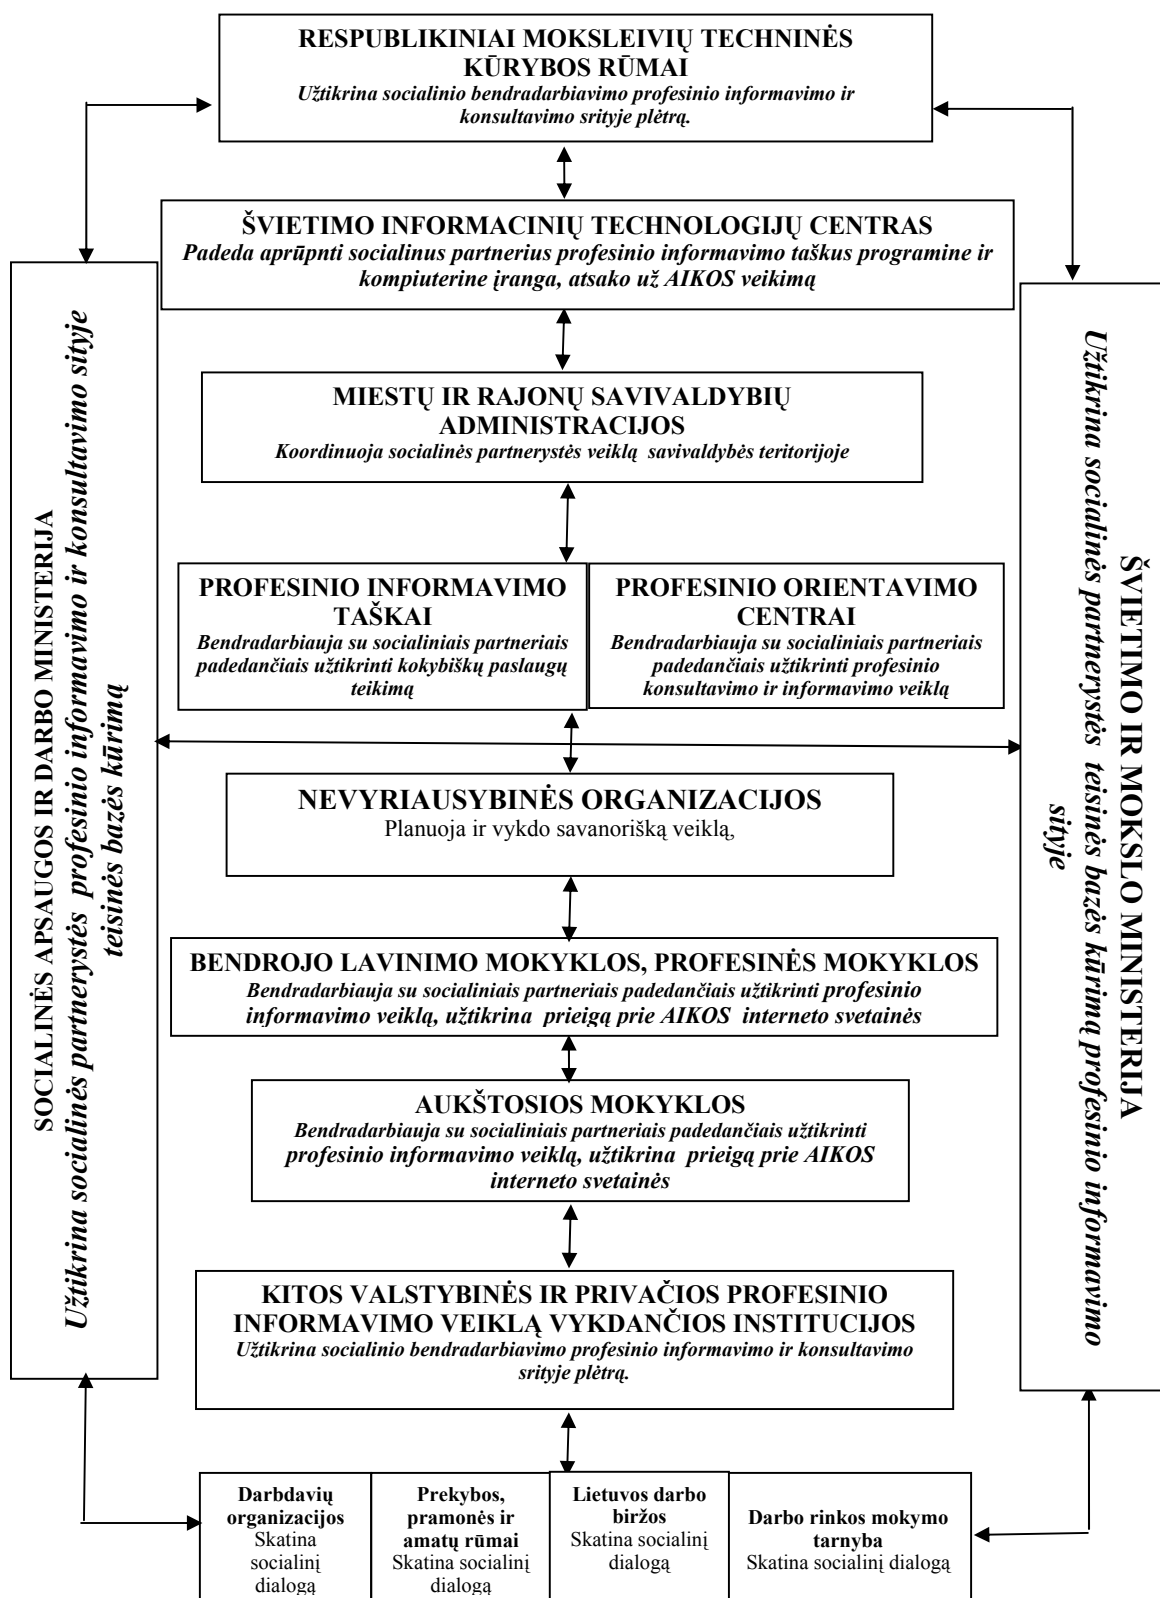 RESPUBLIKINIAI MOKSLEIVIŲ TECHNINĖS
KŪRYBOS RŪMAI
Užtikrina socialinio bendradarbiavimo profesinio informavimo ir
konsultavimo srityje plėtrą.
ŠVIETIMO INFORMACINIŲ TECHNOLOGIJŲ CENTRAS
Padeda aprūpnti socialinus partnerius profesinio informavimo taškus programine ir
kompiuterine įranga, atsako už AIKOS veikimą
SOCIALINĖS APSAUGOS IR DARBO MINISTERIJA
Užtikrina socialinės partnerystės profesinio informavimo ir konsultavimo sityje
teisinės bazės kūrimą
ŠVIETIMO IR MOKSLO MINISTERIJA
Užtikrina socialinės partnerystės teisinės bazės kūrimą profesinio informavimo
sityje
MIESTŲ IR RAJONŲ SAVIVALDYBIŲ
ADMINISTRACIJOS
Koordinuoja socialinės partnerystės veiklą savivaldybės teritorijoje
PROFESINIO INFORMAVIMO
TAŠKAI
Bendradarbiauja su socialiniais partneriais
padedančiais užtikrinti kokybiškų paslaugų
teikimą
PROFESINIO ORIENTAVIMO
CENTRAI
Bendradarbiauja su socialiniais partneriais
padedančiais užtikrinti profesinio
konsultavimo ir informavimo veiklą
NEVYRIAUSYBINĖS ORGANIZACIJOS
Planuoja ir vykdo savanorišką veiklą,
BENDROJO LAVINIMO MOKYKLOS, PROFESINĖS MOKYKLOS
Bendradarbiauja su socialiniais partneriais padedančiais užtikrinti profesinio
informavimo veiklą, užtikrina prieigą prie AIKOS interneto svetainės
AUKŠTOSIOS MOKYKLOS
Bendradarbiauja su socialiniais partneriais padedančiais užtikrinti
profesinio informavimo veiklą, užtikrina prieigą prie AIKOS
interneto svetainės
KITOS VALSTYBINĖS IR PRIVAČIOS PROFESINIO
INFORMAVIMO VEIKLĄ VYKDANČIOS INSTITUCIJOS
Užtikrina socialinio bendradarbiavimo profesinio informavimo ir konsultavimo
srityje plėtrą.
Darbdavių
organizacijos
Skatina
socialinį
dialogą
Prekybos,
pramonės ir
amatų rūmai
Skatina socialinį
dialogą
Lietuvos darbo
biržos
Skatina socialinį
dialogą
Darbo rinkos mokymo
tarnyba
Skatina socialinį dialogą